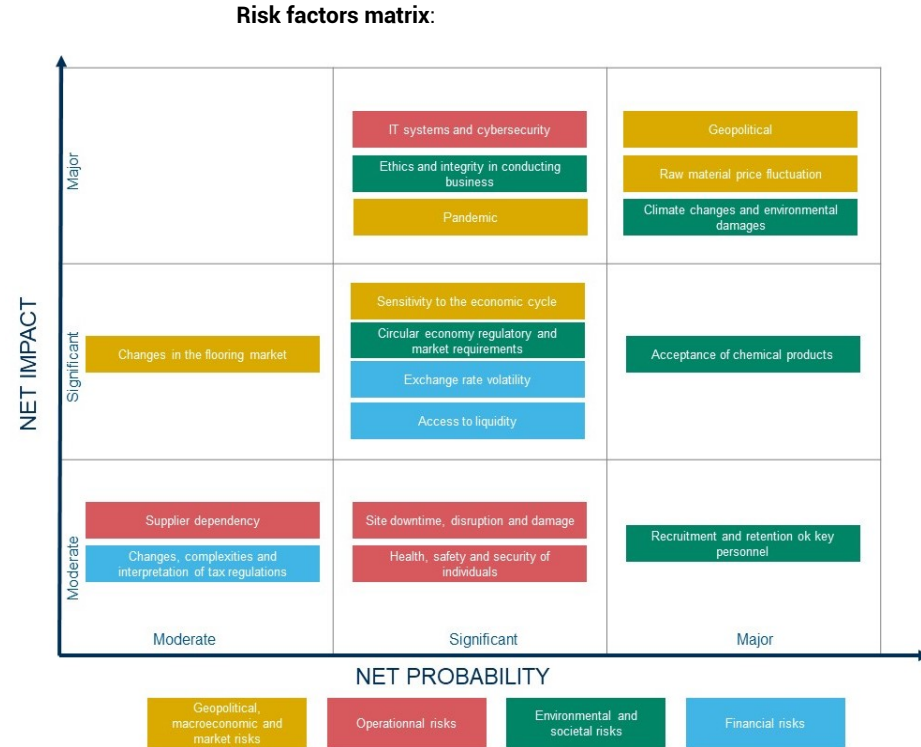 Risk factors matrix:
NET IMPACT
Major
IT systems and cybersecurity
Ethics and integrity in conducting
business
Pandemic
Geopolitical
Raw material price fluctuation
Climate changes and environmental
damages
Significant
Changes in the flooring market
Sensitivity to the economic cycle
Circular economy regulatory and
market requirements
Exchange rate volatility
Access to liquidity
Acceptance of chemical products
Moderate
Supplier dependency
Changes, complexities and
interpretation of tax regulations
Site downtime, disruption and damage
Health, safety and security of
individuals
Recruitment and retention ok key
personnel
Moderate
Significant
Major
NET PROBABILITY
Geopolitical,
macroeconomic and
market risks
Operationnal risks
Environmental and
societal risks
Financial risks